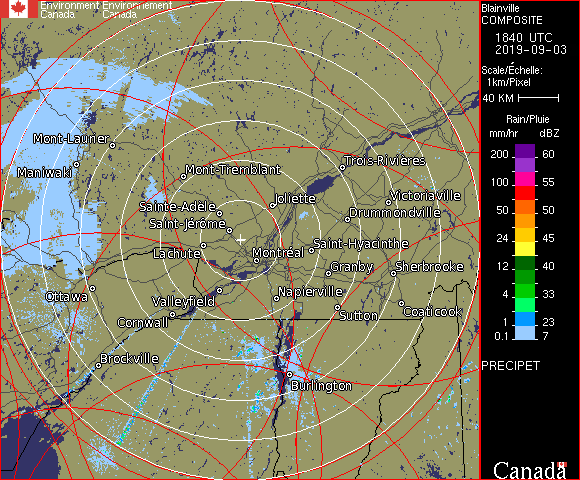 Environment Environnement
Canada Canada
Blainville
COMPOSITE
1840 UTC
2019-09-03
Scale/Échelle:
1km/Pixel
40 KM
Rain/Pluie
mm/hr dBZ
200 60
100 55
50 50
24 45
12 40
4 33
1 23
0.1 7
PRECIPET
Canada
Mont-Laurier
Maniwaki
Mont-Tremblant
Trois-Rivières
Joliette
Victoriaville
Sainte-Adèle
Drummondville
Saint-Jérôme
Saint-Hyacinthe
Lachute
Montréal
Granby
Sherbrooke
Ottawa
Valleyfield
Napierville
Coaticook
Cornwall
Sutton
Brockville
Burlington